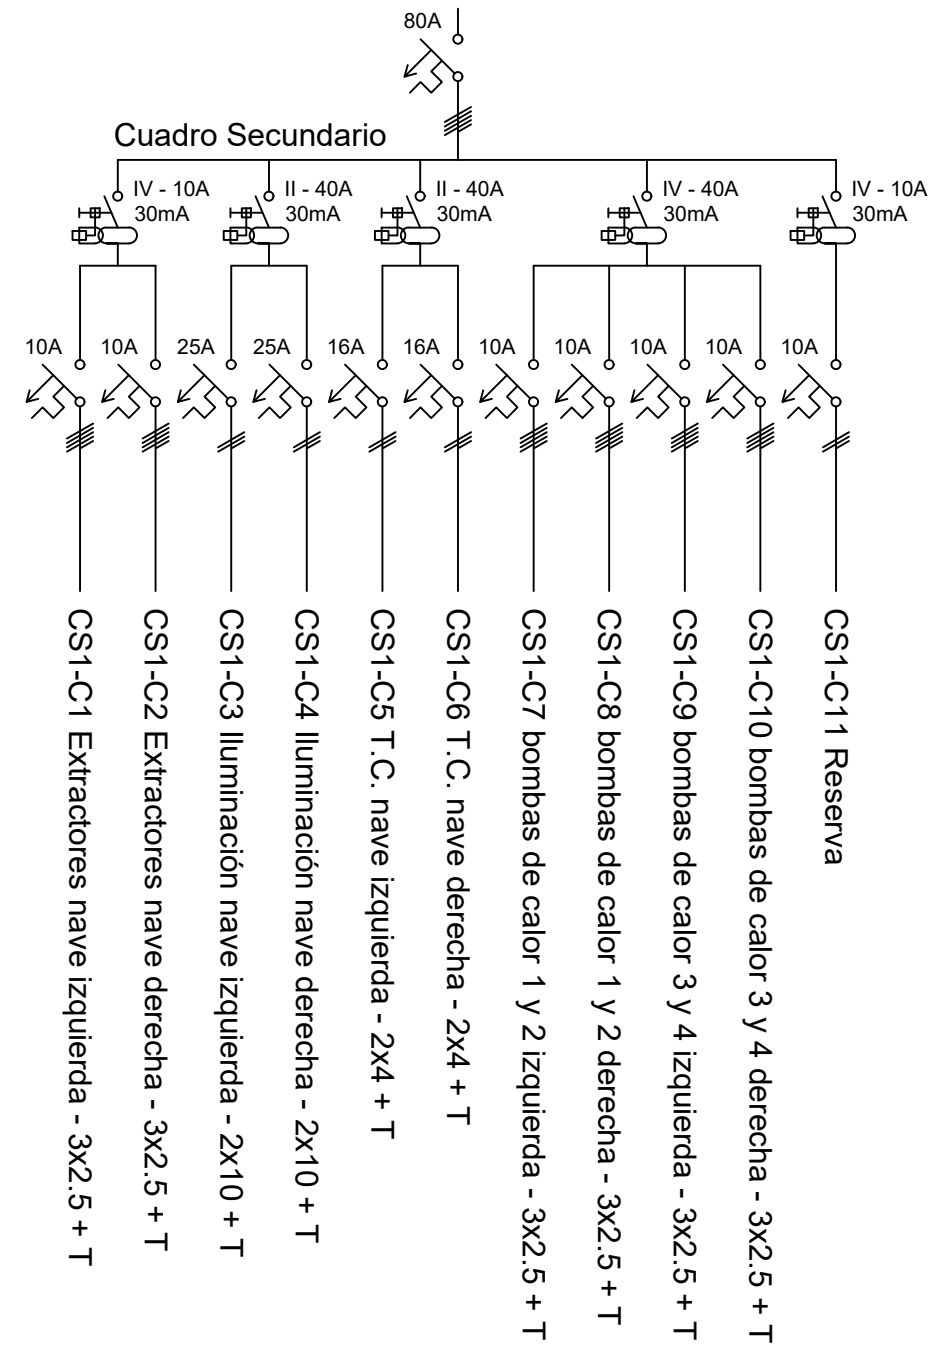 80A
Cuadro Secundario
IV - 10A
30mA
II - 40A
30mA
II - 40A
30mA
IV - 40A
30mA
IV - 10A
30mA
10A
10A
25A
25A
16A
16A
10A
10A
10A
10A
10A
CS1-C1 Extractores nave izquierda - 3x2.5 + T
CS1-C2 Extractores nave derecha - 3x2.5 + T
CS1-C3 Iluminación nave izquierda - 2x10 + T
CS1-C4 Iluminación nave derecha - 2x10 + T
CS1-C5 T.C. nave izquierda - 2x4 + T
CS1-C6 T.C. nave derecha - 2x4 + T
CS1-C7 bombas de calor 1 y 2 izquierda - 3x2.5 + T
CS1-C8 bombas de calor 1 y 2 derecha - 3x2.5 + T
CS1-C9 bombas de calor 3 y 4 izquierda - 3x2.5 + T
CS1-C10 bombas de calor 3 y 4 derecha - 3x2.5 + T
CS1-C11 Reserva